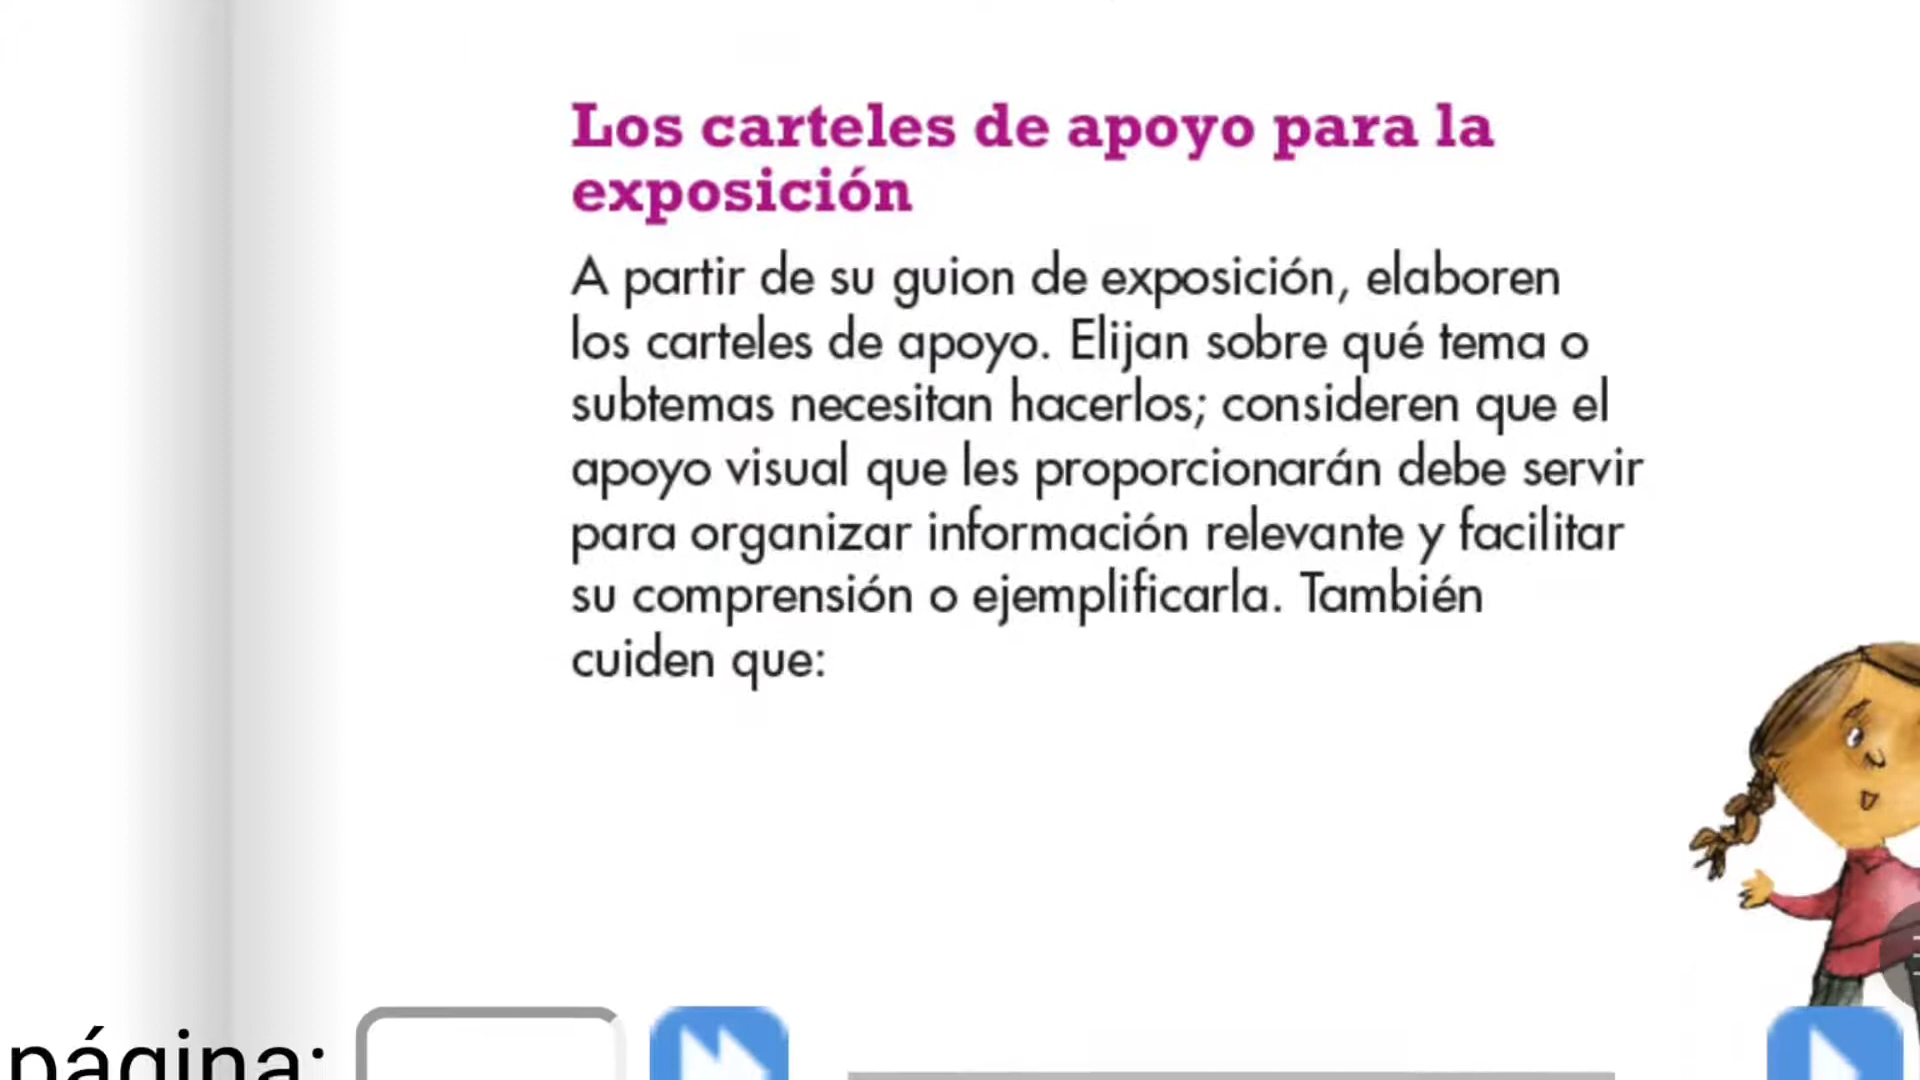 Los carteles de apoyo para la
exposición
A partir de su guion de exposición, elaboren
los carteles de apoyo. Elijan sobre qué tema o
subtemas necesitan hacerlos; consideren que el
apoyo visual que les proporcionarán debe servir
para organizar información relevante y facilitar
su comprensión o ejemplificarla. También
cuiden que:
página: